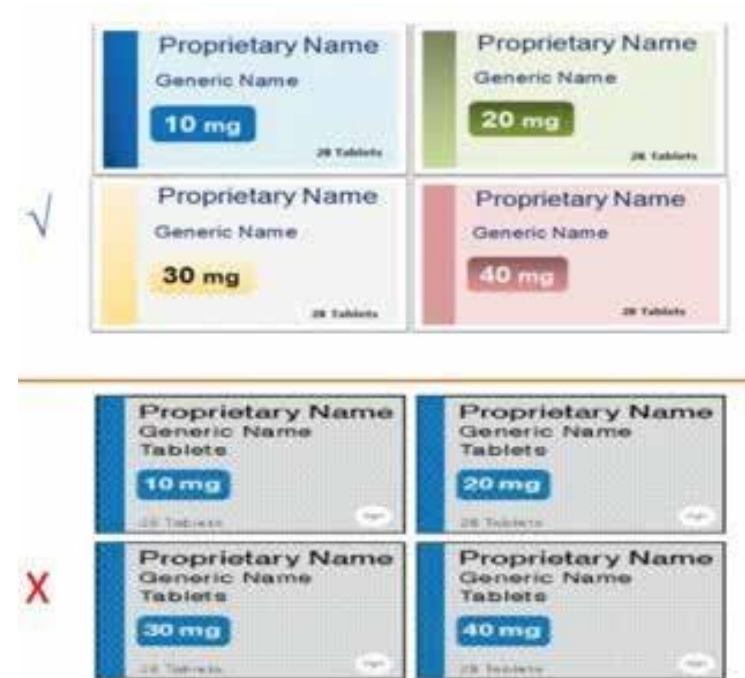 Proprietary Name
Generic Name
10 mg
28 Tablets
Proprietary Name
Generic Name
20 mg
28 Tablets
√
Proprietary Name
Generic Name
30 mg
28 Tablets
Proprietary Name
Generic Name
40 mg
28 Tablets
Proprietary Name
Generic Name
Tablets
10 mg
28 Tablets
Proprietary Name
Generic Name
Tablets
20 mg
28 Tablets
X
Proprietary Name
Generic Name
Tablets
30 mg
28 Tablets
Proprietary Name
Generic Name
Tablets
40 mg
28 Tablets